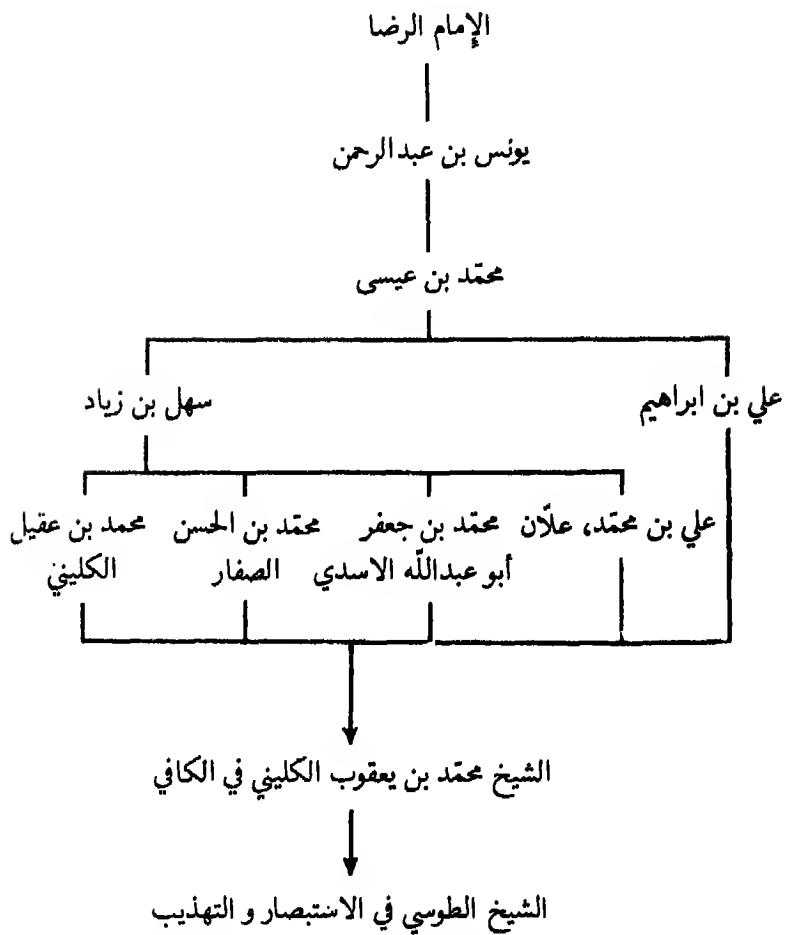 الإمام الرضا
يونس بن عبدالرحمن
محمّد بن عيسى
علي بن ابراهيم
سهل بن زياد
علي بن محمّد، علّان
محمّد بن جعفر
أبو عبداللّه الاسدي
محمّد بن الحسن
الصفار
محمد بن عقيل
الكليني
الشيخ محمّد بن يعقوب الكليني في الكافي
الشيخ الطوسي في الاستبصار و التهذيب